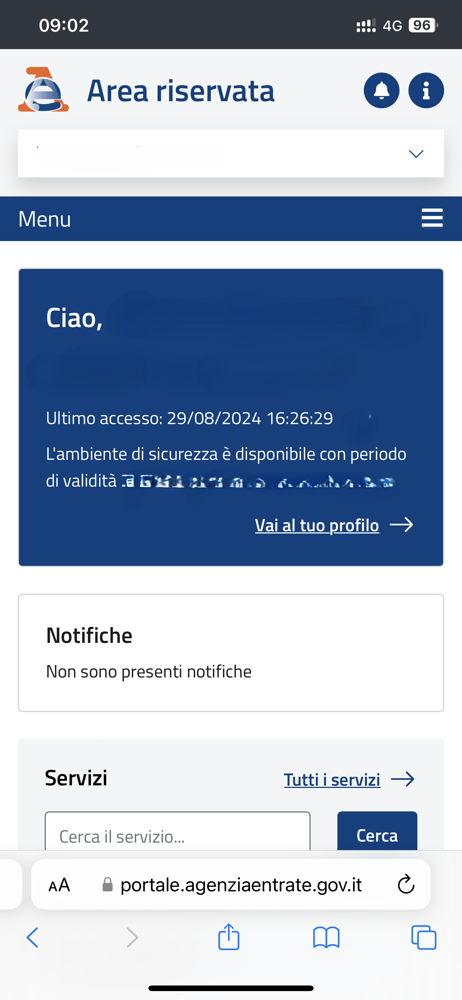 09:02 4G 96
Area riservata
Menu
Ciao,
Ultimo accesso: 29/08/2024 16:26:29
L'ambiente di sicurezza è disponibile con periodo
di validità
Vai al tuo profilo
Notifiche
Non sono presenti notifiche
Servizi
Tutti i servizi
Cerca il servizio...
Cerca
AA portale.agenziaentrate.gov.it